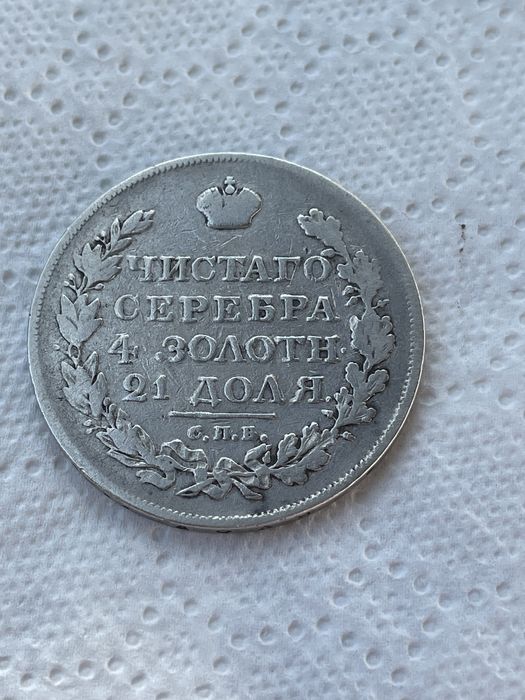 ЧИСТАГО
СЕРЕБРА
4. ЗОЛОТН.
21 ДОЛЯ.
С.П.Б.